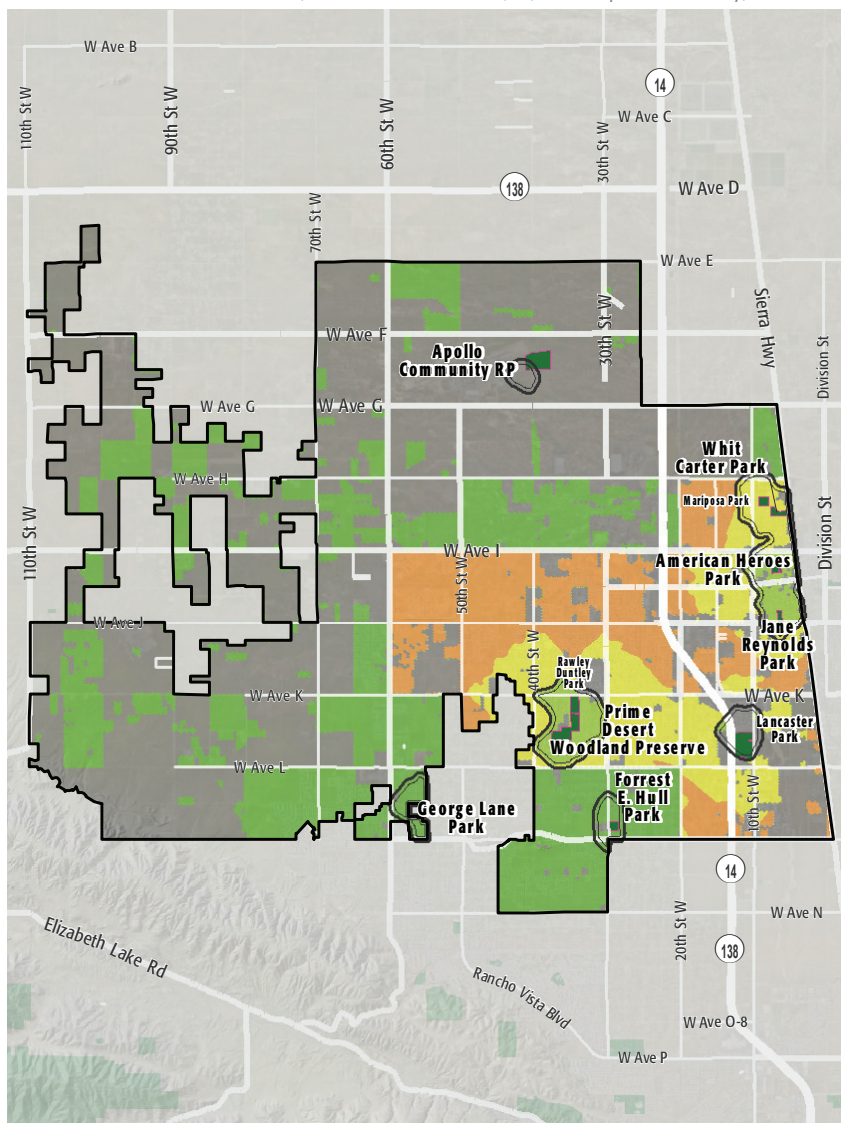 W Ave B
14
110th St W
90th St W
60th St W
30th St W
W Ave C
138
W Ave D
70th St W
W Ave E
Sierra Hwy
W Ave F
30th St W
Apollo
Community RP
Division St
W Ave G
W Ave G
Whit
Carter Park
W Ave H
Mariposa Park
110th St W
Division St
W Ave I
American Heroes
Park
50th St W
W Ave J
Jane
Reynolds
Park
40th St W
Rawley
Duntley
Park
W Ave K
W Ave K
Prime
Desert
Woodland Preserve
Lancaster
Park
W Ave L
George Lane
Park
Forrest
E. Hull
Park
10th St W
14
W Ave N
20th St W
Elizabeth Lake Rd
138
Rancho Vista Blvd
W Ave O-8
W Ave P